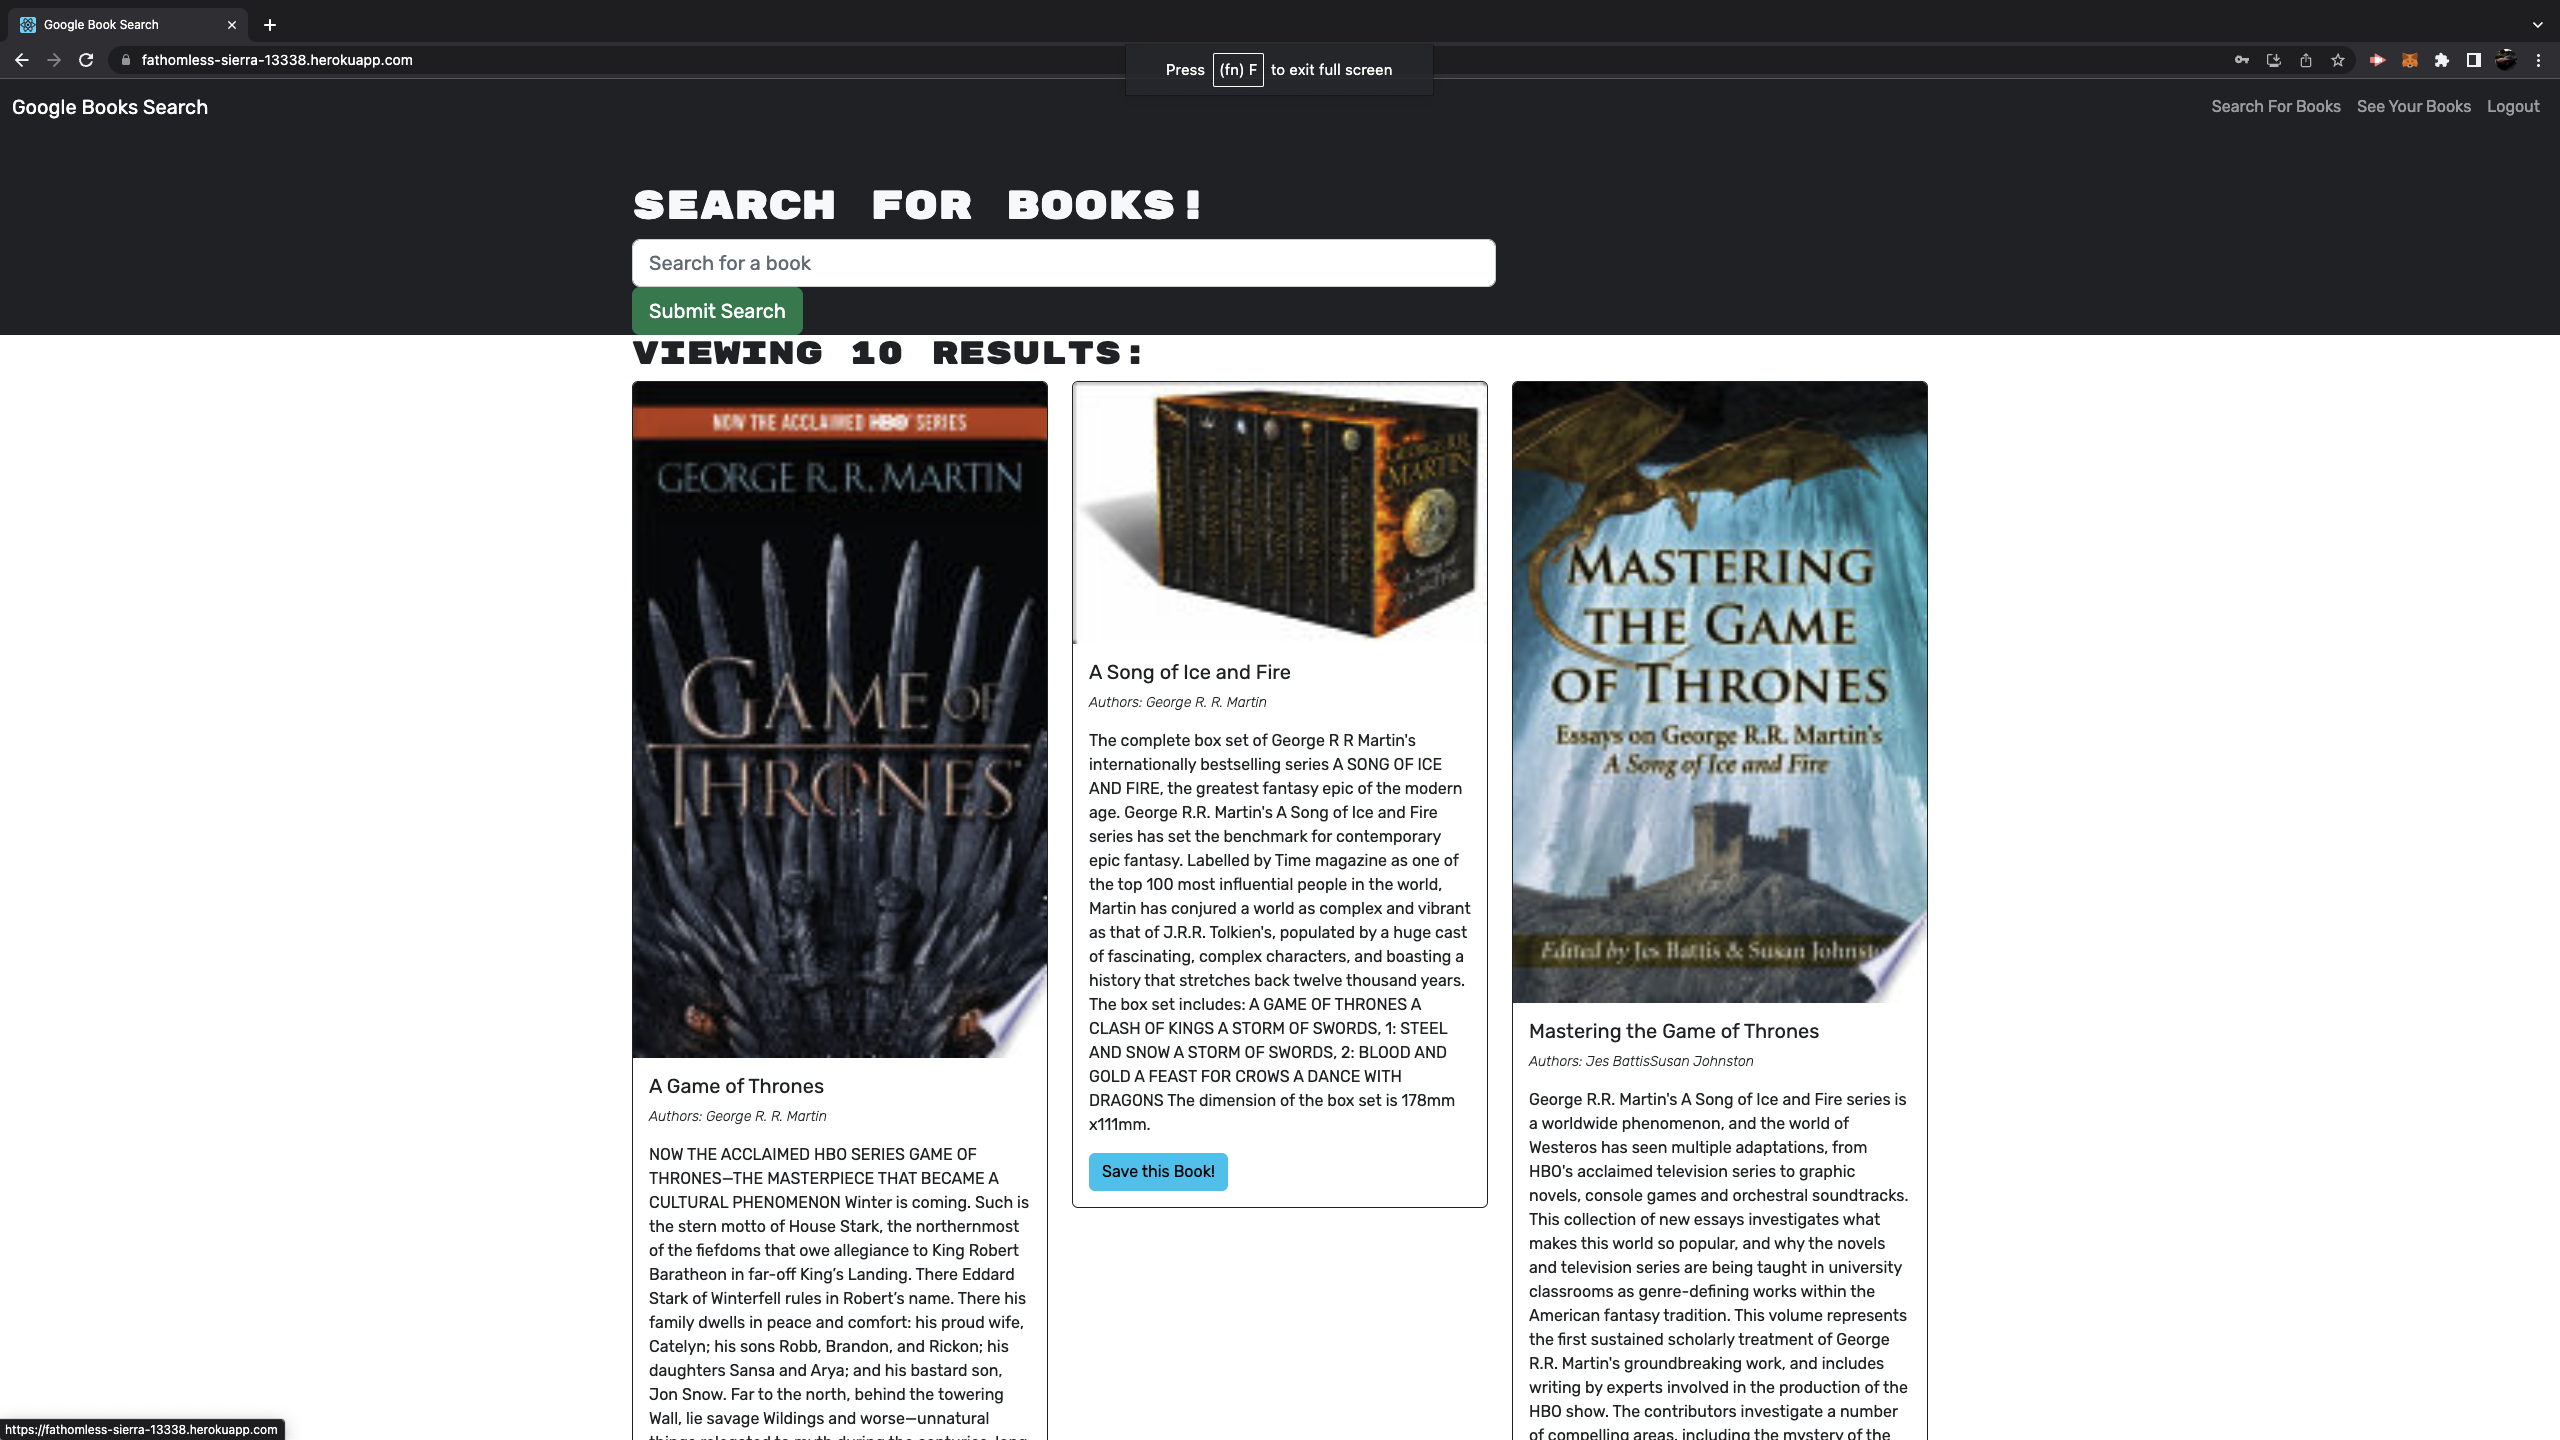 Google Book Search
fathomless-sierra-13338.herokuapp.com
Press (fn) F to exit full screen
Google Books Search
Search For Books
See Your Books
Logout
SEARCH FOR BOOKS!
Search for a book
Submit Search
VIEWING 10 RESULTS:
NOW THE ACCLAIMED HBO SERIES
GEORGE R. R. MARTIN
GAME OF
THRONES
A Game of Thrones
Authors: George R. R. Martin
NOW THE ACCLAIMED HBO SERIES GAME OF
THRONES—THE MASTERPIECE THAT BECAME A
CULTURAL PHENOMENON Winter is coming. Such is
the stern motto of House Stark, the northernmost
of the fiefdoms that owe allegiance to King Robert
Baratheon in far-off King’s Landing. There Eddard
Stark of Winterfell rules in Robert’s name. There his
family dwells in peace and comfort: his proud wife,
Catelyn; his sons Robb, Brandon, and Rickon; his
daughters Sansa and Arya; and his bastard son,
Jon Snow. Far to the north, behind the towering
Wall, lie savage Wildings and worse—unnatural
GEORGE R.R.
MARTIN
A Song of Ice
and Fire
A Song of Ice and Fire
Authors: George R. R. Martin
The complete box set of George R R Martin's
internationally bestselling series A SONG OF ICE
AND FIRE, the greatest fantasy epic of the modern
age. George R.R. Martin's A Song of Ice and Fire
series has set the benchmark for contemporary
epic fantasy. Labelled by Time magazine as one of
the top 100 most influential people in the world,
Martin has conjured a world as complex and vibrant
as that of J.R.R. Tolkien's, populated by a huge cast
of fascinating, complex characters, and boasting a
history that stretches back twelve thousand years.
The box set includes: A GAME OF THRONES A
CLASH OF KINGS A STORM OF SWORDS, 1: STEEL
AND SNOW A STORM OF SWORDS, 2: BLOOD AND
GOLD A FEAST FOR CROWS A DANCE WITH
DRAGONS The dimension of the box set is 178mm
x111mm.
Save this Book!
MASTERING
THE GAME
OF THRONES
Essays on George R.R. Martin's
A Song of Ice and Fire
Edited by Jes Battis & Susan Johnsto
Mastering the Game of Thrones
Authors: Jes BattisSusan Johnston
George R.R. Martin's A Song of Ice and Fire series is
a worldwide phenomenon, and the world of
Westeros has seen multiple adaptations, from
HBO's acclaimed television series to graphic
novels, console games and orchestral soundtracks.
This collection of new essays investigates what
makes this world so popular, and why the novels
and television series are being taught in university
classrooms as genre-defining works within the
American fantasy tradition. This volume represents
the first sustained scholarly treatment of George
R.R. Martin's groundbreaking work, and includes
writing by experts involved in the production of the
HBO show. The contributors investigate a number
of compelling areas, including the mystery of the
https://fathomless-sierra-13338.herokuapp.com